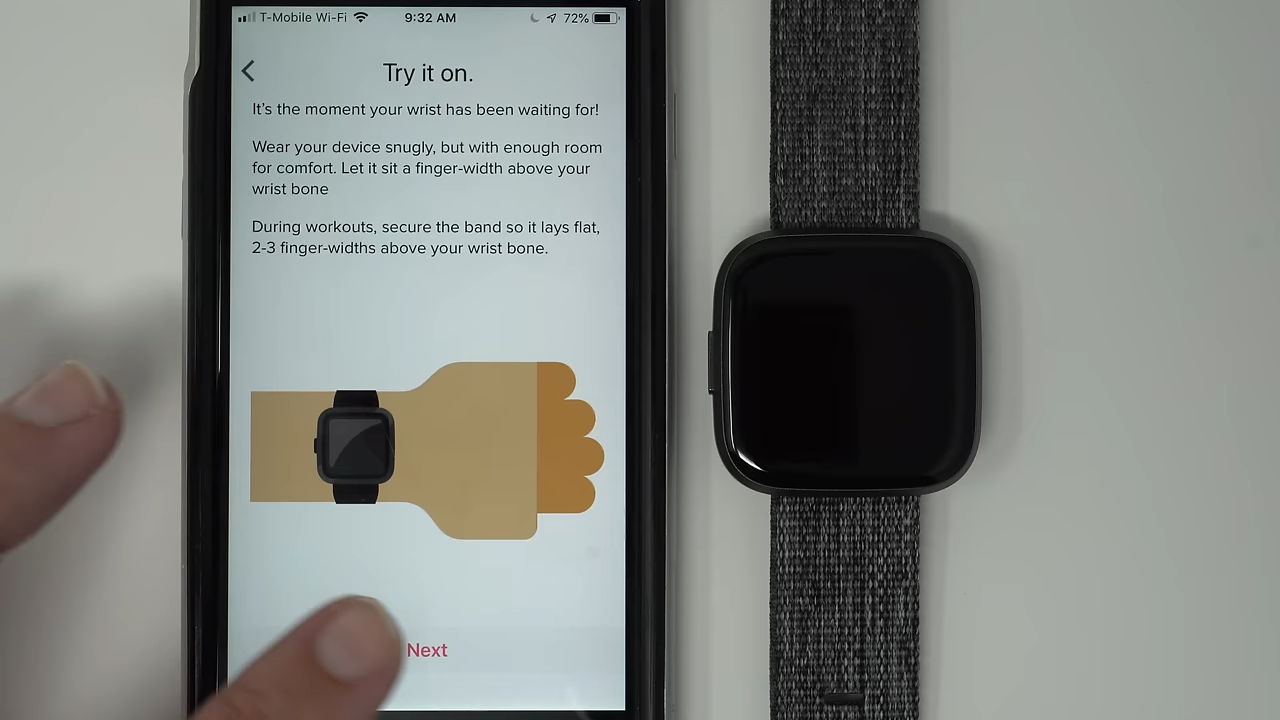 T-Mobile Wi-Fi 9:32 AM 72%
Try it on.
It's the moment your wrist has been waiting for!
Wear your device snugly, but with enough room
for comfort. Let it sit a finger-width above your
wrist bone
During workouts, secure the band so it lays flat,
2-3 finger-widths above your wrist bone.
Next